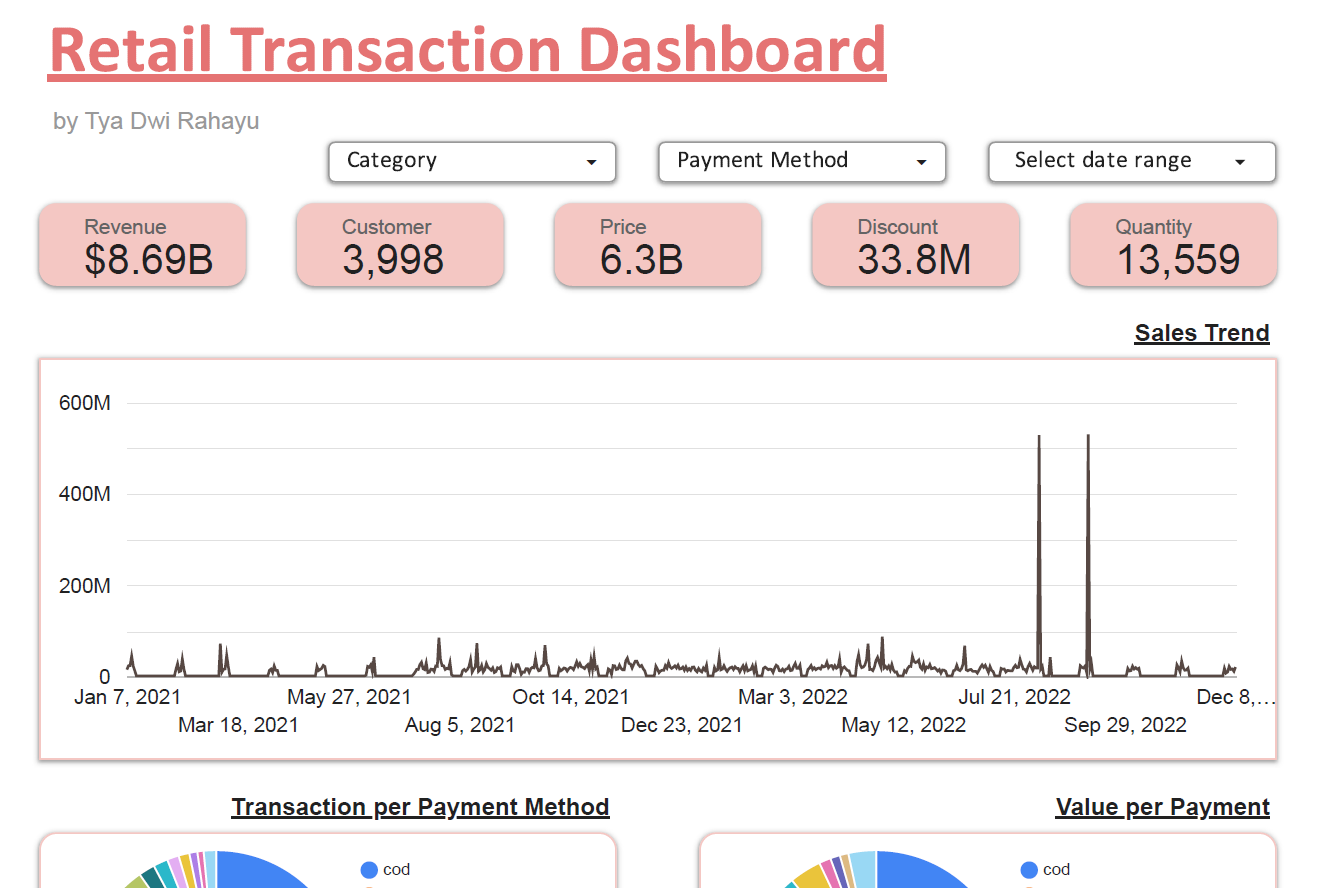 Retail Transaction Dashboard
by Tya Dwi Rahayu
Category
Payment Method
Select date range
Revenue
$8.69B
Customer
3,998
Price
6.3B
Discount
33.8M
Quantity
13,559
Sales Trend
600M
400M
200M
0
Jan 7, 2021
Mar 18, 2021
May 27, 2021
Aug 5, 2021
Oct 14, 2021
Dec 23, 2021
Mar 3, 2022
May 12, 2022
Jul 21, 2022
Sep 29, 2022
Dec 8,…
Transaction per Payment Method
Value per Payment
cod
cod